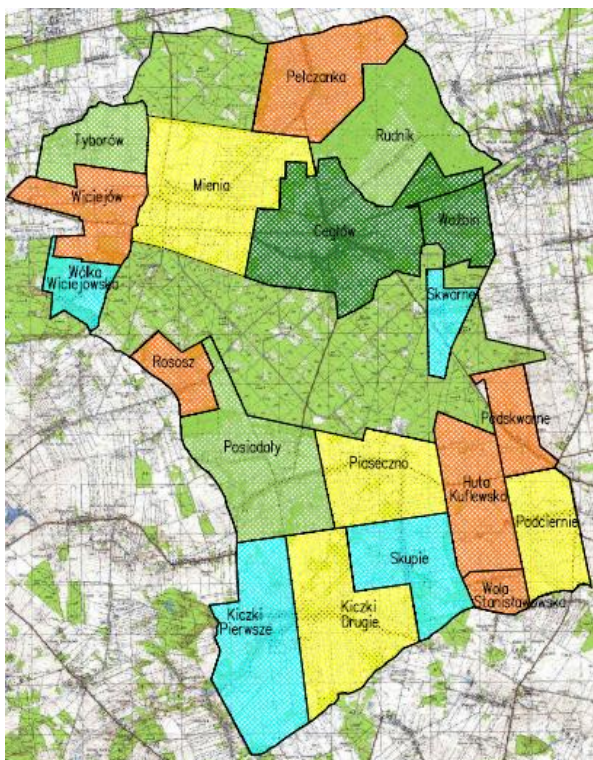 Pełczanka
Rudnik
Tyborów
Mienia
Wiciejów
Cegłów
Woźbin
Wólka
Wiciejowska
Skwarne
Rososz
Podskwarne
Posiadały
Piaseczno
Huta
Kuflewska
Podciernie
Skupie
Wola
Stanisławowska
Kiczki
Pierwsze
Kiczki
Drugie